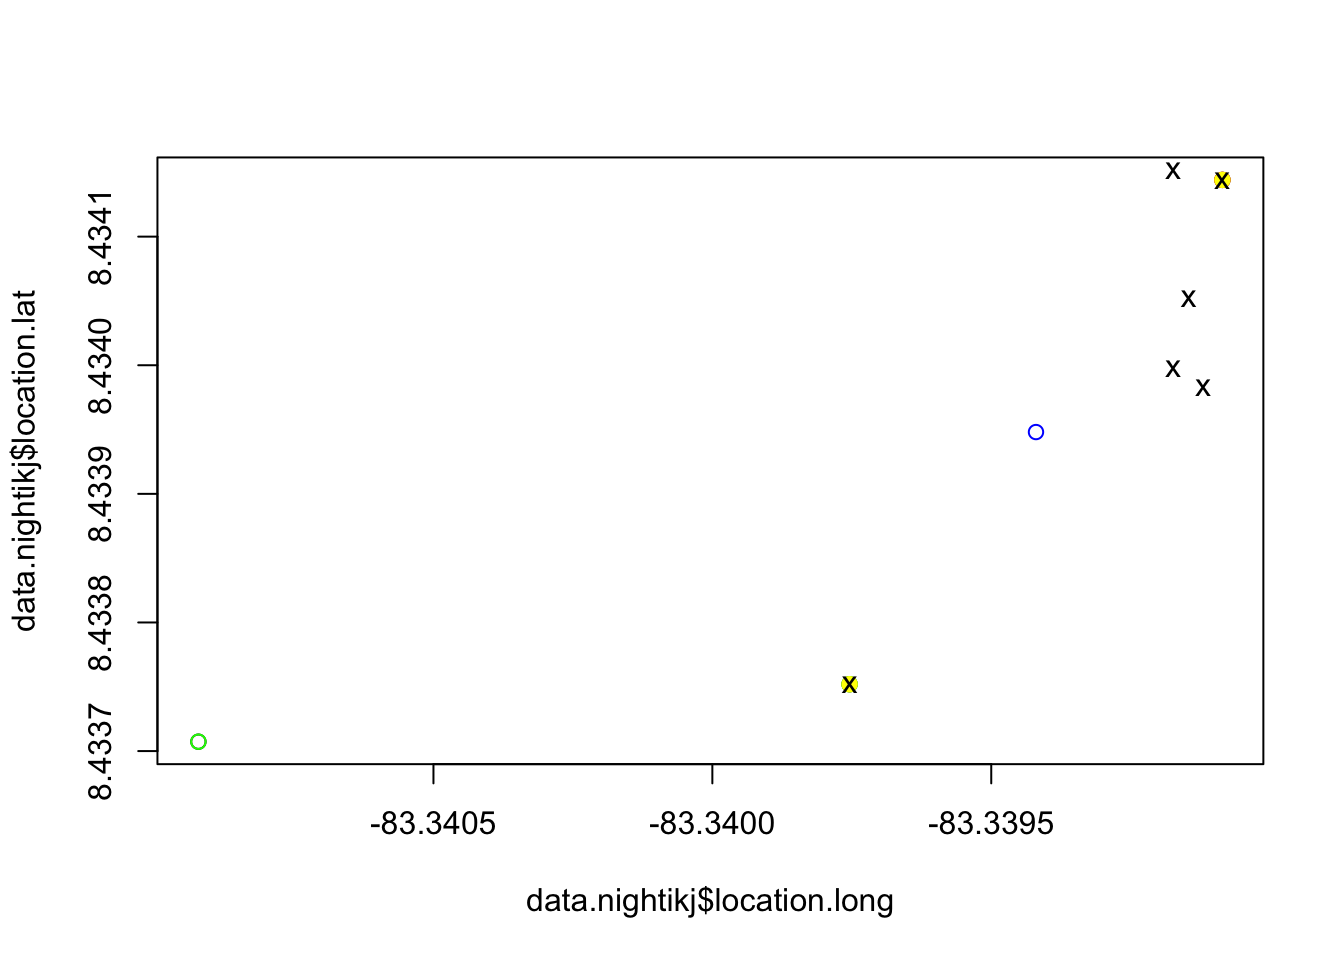 data.nightikj$location.lat
8.4341
8.4340
8.4339
8.4338
8.4337
x
x
x
x
x
x
-83.3405
-83.3400
-83.3395
data.nightikj$location.long